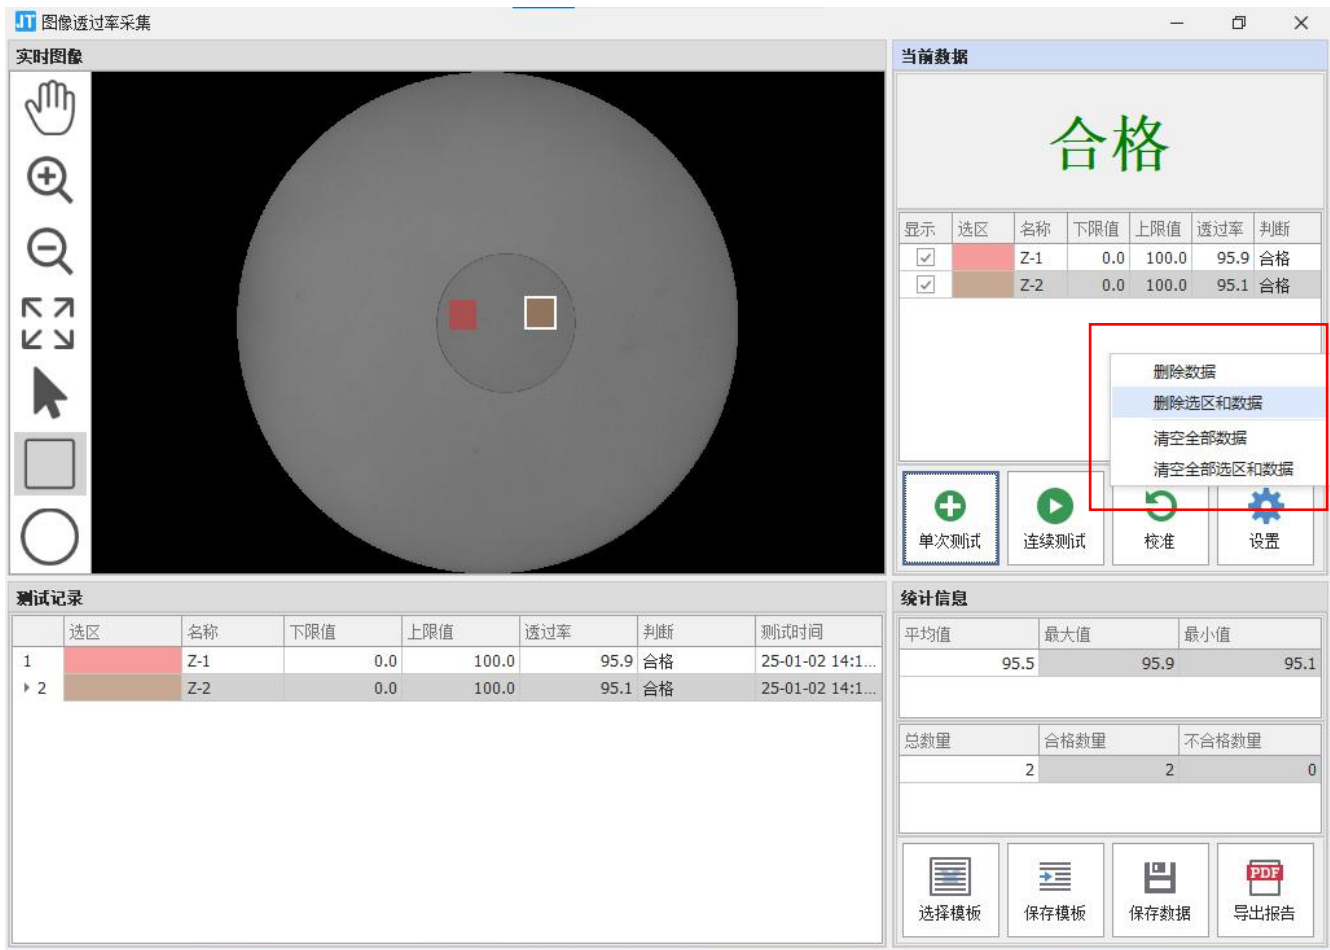 JT 图像透过率采集
实时图像
当前数据
合格
显示 选区 名称 下限值 上限值 透过率 判断
Z-1 0.0 100.0 95.9 合格
Z-2 0.0 100.0 95.1 合格
删除数据
删除选区和数据
清空全部数据
清空全部选区和数据
单次测试 连续测试 校准 设置
测试记录
选区 名称 下限值 上限值 透过率 判断 测试时间
1 Z-1 0.0 100.0 95.9 合格 25-01-02 14:1...
2 Z-2 0.0 100.0 95.1 合格 25-01-02 14:1...
统计信息
平均值 最大值 最小值
95.5 95.9 95.1
总数量 合格数量 不合格数量
2 2 0
PDF
选择模板 保存模板 保存数据 导出报告